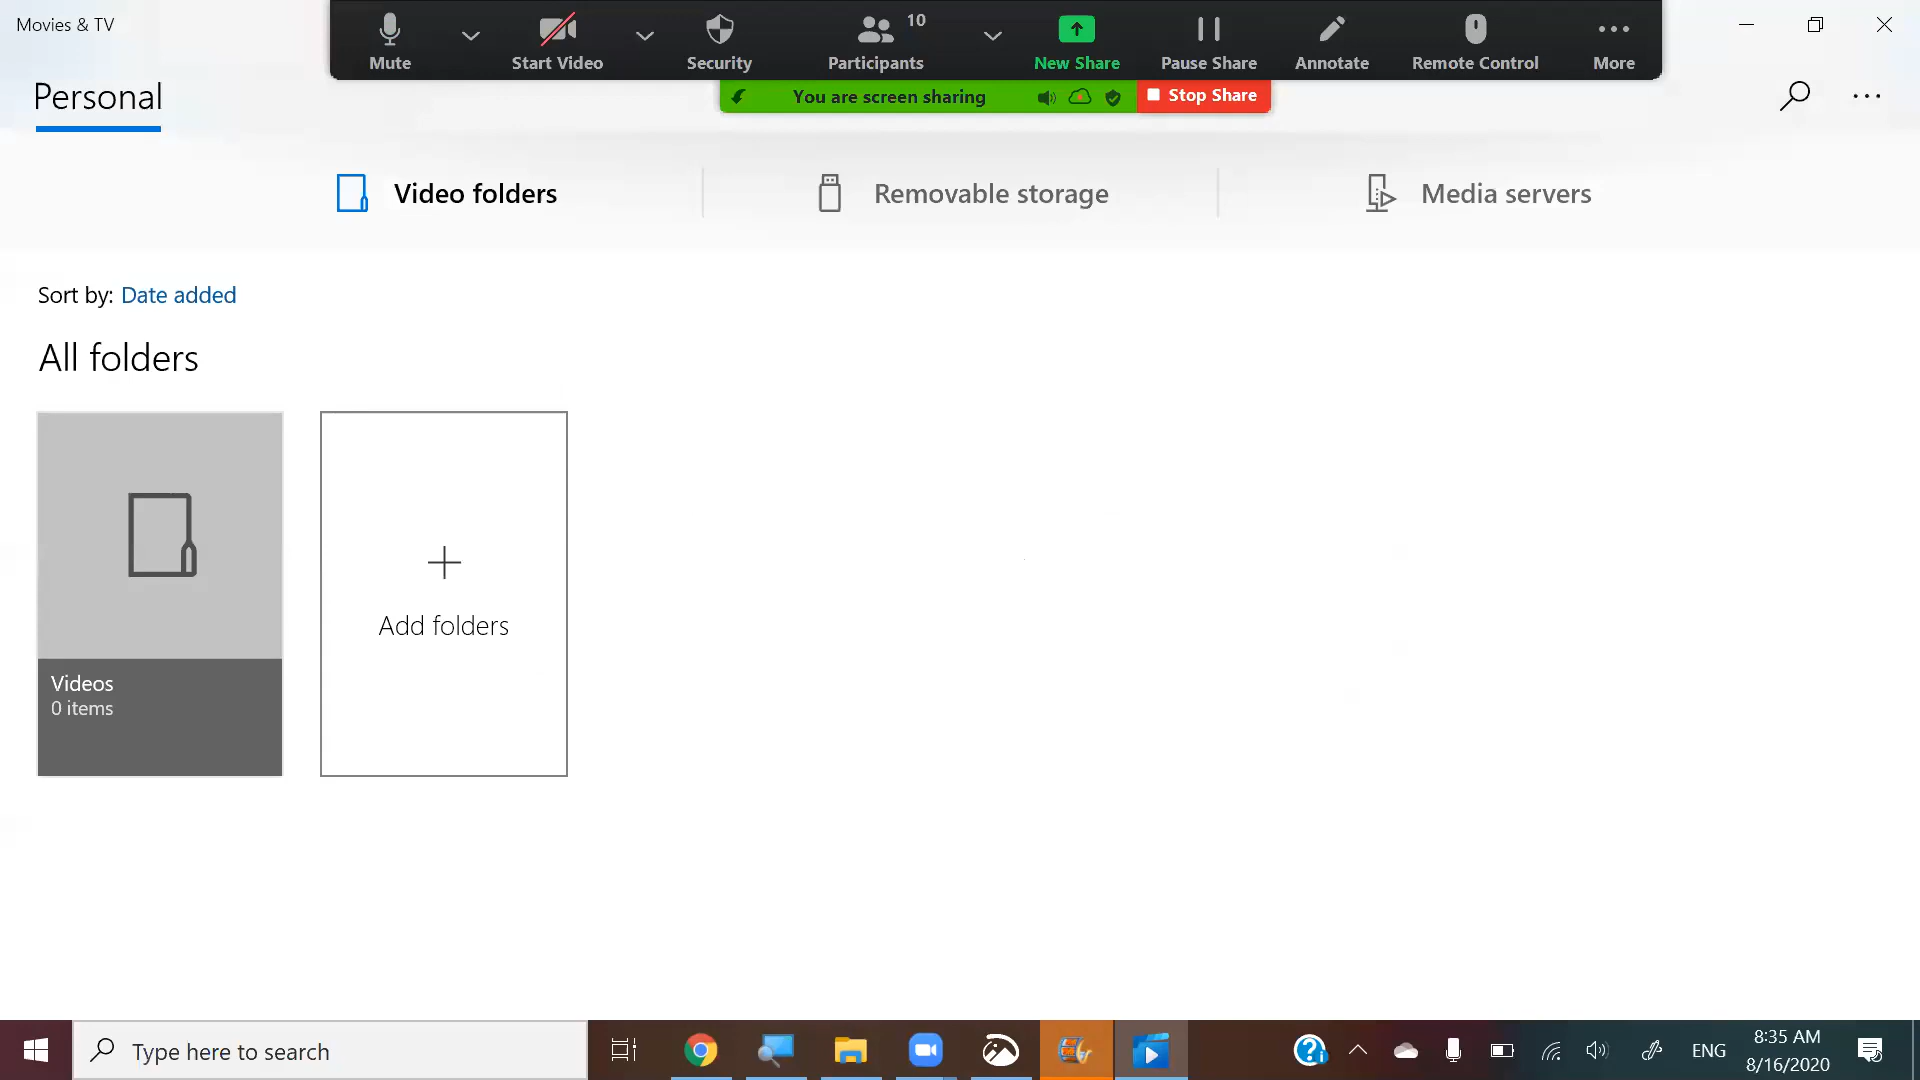 Movies & TV
Mute
Start Video
Security
Participants
10
New Share
Pause Share
Annotate
Remote Control
More
You are screen sharing
Stop Share
Personal
Video folders
Removable storage
Media servers
Sort by: Date added
All folders
Videos
0 items
Add folders
Type here to search
ENG
8:35 AM
8/16/2020